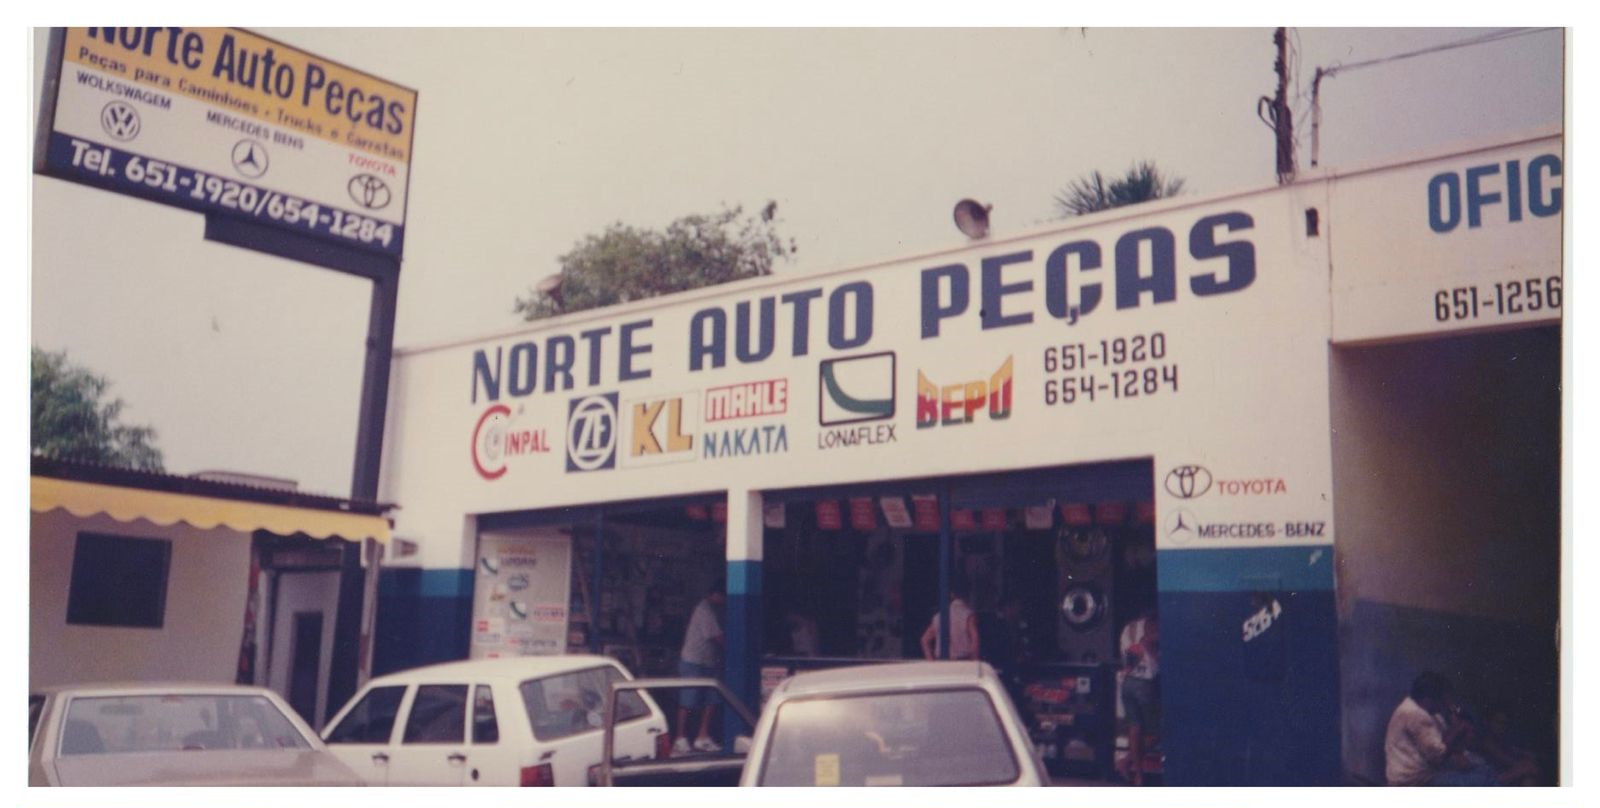 Norte Auto Peças
Peças para Caminhões - Trucks e Carretas
WOLKSWAGEM
MERCEDES BENS
TOYOTA
Tel. 651-1920/654-1284
NORTE AUTO PEÇAS
CINPAL
ZF
KL
MAHLE
NAKATA
LONAFLEX
BEPO
651-1920
654-1284
TOYOTA
MERCEDES-BENZ
OFIC
651-1256